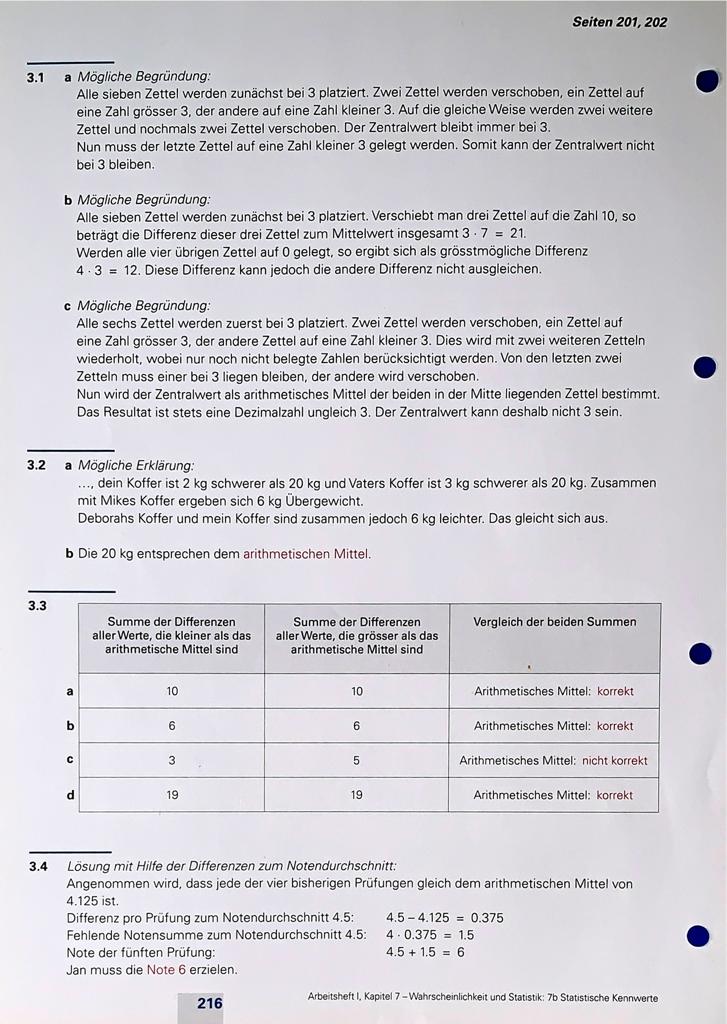 Seiten 201, 202
3.1 a Mögliche Begründung:
Alle sieben Zettel werden zunächst bei 3 platziert. Zwei Zettel werden verschoben, ein Zettel auf
eine Zahl grösser 3, der andere auf eine Zahl kleiner 3. Auf die gleiche Weise werden zwei weitere
Zettel und nochmals zwei Zettel verschoben. Der Zentralwert bleibt immer bei 3.
Nun muss der letzte Zettel auf eine Zahl kleiner 3 gelegt werden. Somit kann der Zentralwert nicht
bei 3 bleiben.
b Mögliche Begründung:
Alle sieben Zettel werden zunächst bei 3 platziert. Verschiebt man drei Zettel auf die Zahl 10, so
beträgt die Differenz dieser drei Zettel zum Mittelwert insgesamt 3 · 7 = 21.
Werden alle vier übrigen Zettel auf 0 gelegt, so ergibt sich als grösstmögliche Differenz
4 · 3 = 12. Diese Differenz kann jedoch die andere Differenz nicht ausgleichen.
c Mögliche Begründung:
Alle sechs Zettel werden zuerst bei 3 platziert. Zwei Zettel werden verschoben, ein Zettel auf
eine Zahl grösser 3, der andere Zettel auf eine Zahl kleiner 3. Dies wird mit zwei weiteren Zetteln
wiederholt, wobei nur noch nicht belegte Zahlen berücksichtigt werden. Von den letzten zwei
Zetteln muss einer bei 3 liegen bleiben, der andere wird verschoben.
Nun wird der Zentralwert als arithmetisches Mittel der beiden in der Mitte liegenden Zettel bestimmt.
Das Resultat ist stets eine Dezimalzahl ungleich 3. Der Zentralwert kann deshalb nicht 3 sein.
3.2 a Mögliche Erklärung:
..., dein Koffer ist 2 kg schwerer als 20 kg und Vaters Koffer ist 3 kg schwerer als 20 kg. Zusammen
mit Mikes Koffer ergeben sich 6 kg Übergewicht.
Deborahs Koffer und mein Koffer sind zusammen jedoch 6 kg leichter. Das gleicht sich aus.
b Die 20 kg entsprechen dem arithmetischen Mittel.
3.3
Summe der Differenzen
aller Werte, die kleiner als das
arithmetische Mittel sind
Summe der Differenzen
aller Werte, die grösser als das
arithmetische Mittel sind
Vergleich der beiden Summen
a 10 10 Arithmetisches Mittel: korrekt
b 6 6 Arithmetisches Mittel: korrekt
c 3 5 Arithmetisches Mittel: nicht korrekt
d 19 19 Arithmetisches Mittel: korrekt
3.4 Lösung mit Hilfe der Differenzen zum Notendurchschnitt:
Angenommen wird, dass jede der vier bisherigen Prüfungen gleich dem arithmetischen Mittel von
4.125 ist.
Differenz pro Prüfung zum Notendurchschnitt 4.5: 4.5 – 4.125 = 0.375
Fehlende Notensumme zum Notendurchschnitt 4.5: 4 · 0.375 = 1.5
Note der fünften Prüfung: 4.5 + 1.5 = 6
Jan muss die Note 6 erzielen.
216 Arbeitsheft I, Kapitel 7 – Wahrscheinlichkeit und Statistik: 7b Statistische Kennwerte